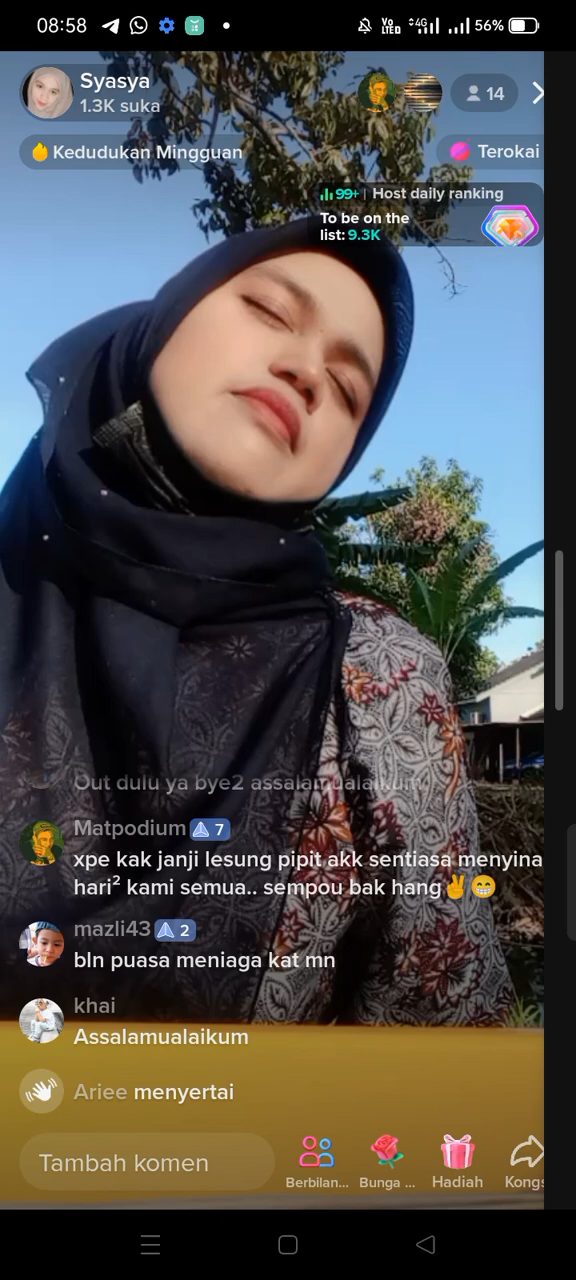 08:58
Vo LTED 4G 56%
Syasya
1.3K suka
14
Kedudukan Mingguan
Terokai
99+ | Host daily ranking
To be on the
list: 9.3K
Out dulu ya bye2 assalamualaikum
Matpodium 7
xpe kak janji lesung pipit akk sentiasa menyina
hari² kami semua.. sempou bak hang✌️😁
mazli43 2
bln puasa meniaga kat mn
khai
Assalamualaikum
Ariee menyertai
Tambah komen
Berbilan...
Bunga ...
Hadiah
Kongs